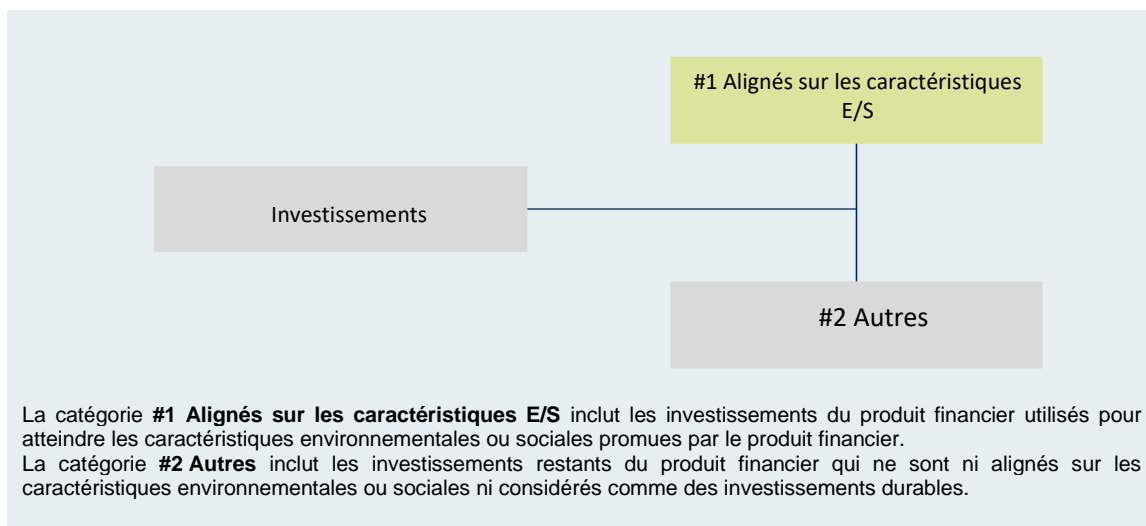 #1 Alignés sur les caractéristiques
E/S
Investissements
#2 Autres
La catégorie #1 Alignés sur les caractéristiques E/S inclut les investissements du produit financier utilisés pour
atteindre les caractéristiques environnementales ou sociales promues par le produit financier.
La catégorie #2 Autres inclut les investissements restants du produit financier qui ne sont ni alignés sur les
caractéristiques environnementales ou sociales ni considérés comme des investissements durables.